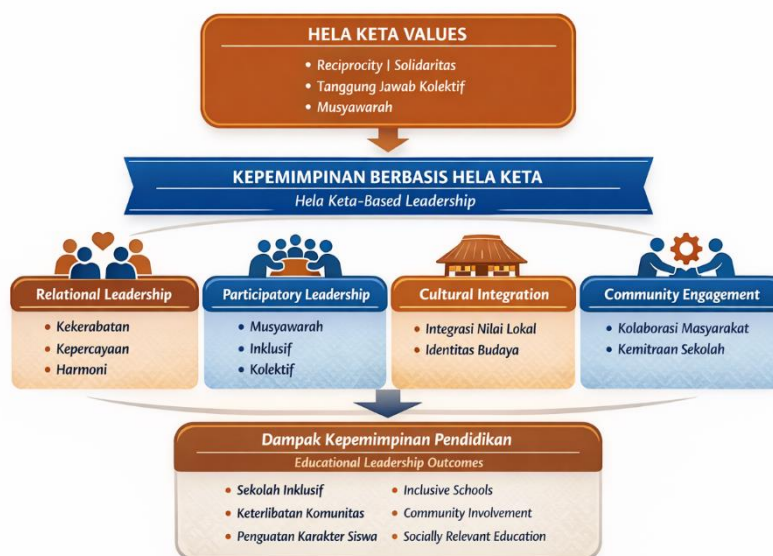 HELA KETA VALUES
• Reciprocity | Solidaritas
• Tanggung Jawab Kolektif
• Musyawarah
KEPEMIMPINAN BERBASIS HELA KETA
Hela Keta-Based Leadership
Relational Leadership
• Kekerabatan
• Kepercayaan
• Harmoni
Participatory Leadership
• Musyawarah
• Inklusif
• Kolektif
Cultural Integration
• Integrasi Nilai Lokal
• Identitas Budaya
Community Engagement
• Kolaborasi Masyarakat
• Kemitraan Sekolah
Dampak Kepemimpinan Pendidikan
Educational Leadership Outcomes
• Sekolah Inklusif
• Keterlibatan Komunitas
• Penguatan Karakter Siswa
• Inclusive Schools
• Community Involvement
• Socially Relevant Education